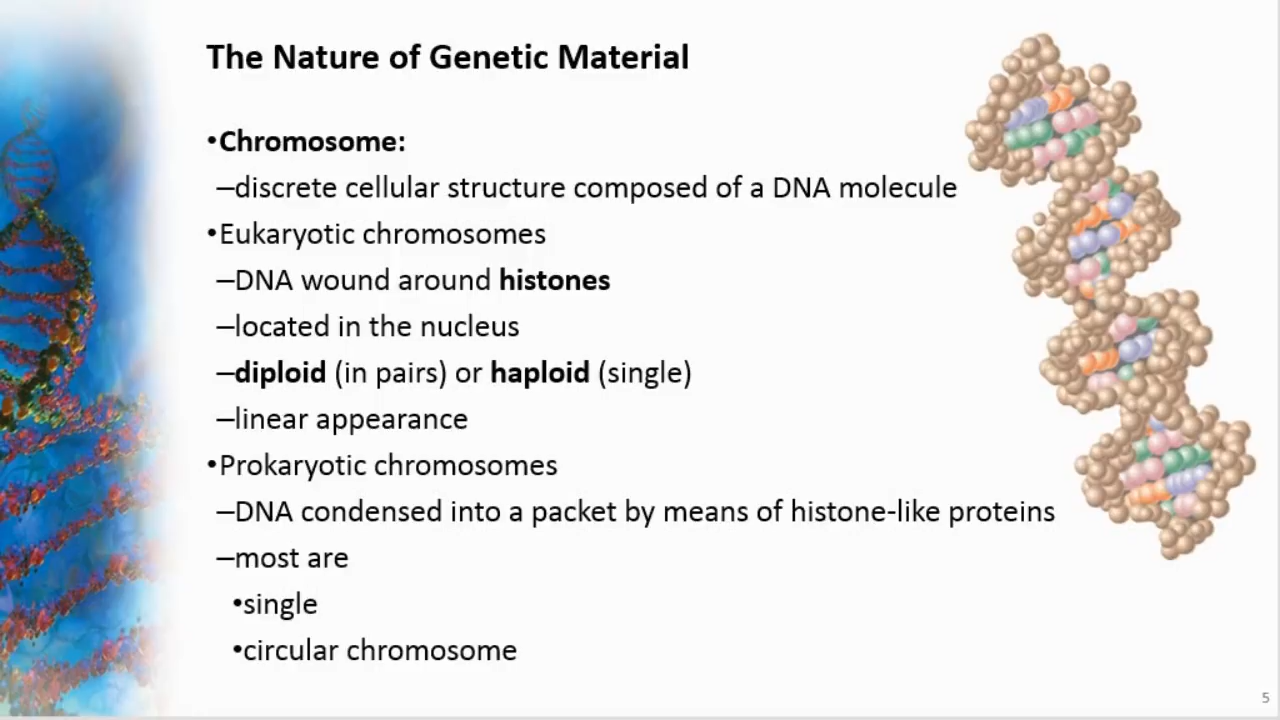 The Nature of Genetic Material
•Chromosome:
–discrete cellular structure composed of a DNA molecule
•Eukaryotic chromosomes
–DNA wound around histones
–located in the nucleus
–diploid (in pairs) or haploid (single)
–linear appearance
•Prokaryotic chromosomes
–DNA condensed into a packet by means of histone-like proteins
–most are
•single
•circular chromosome
5